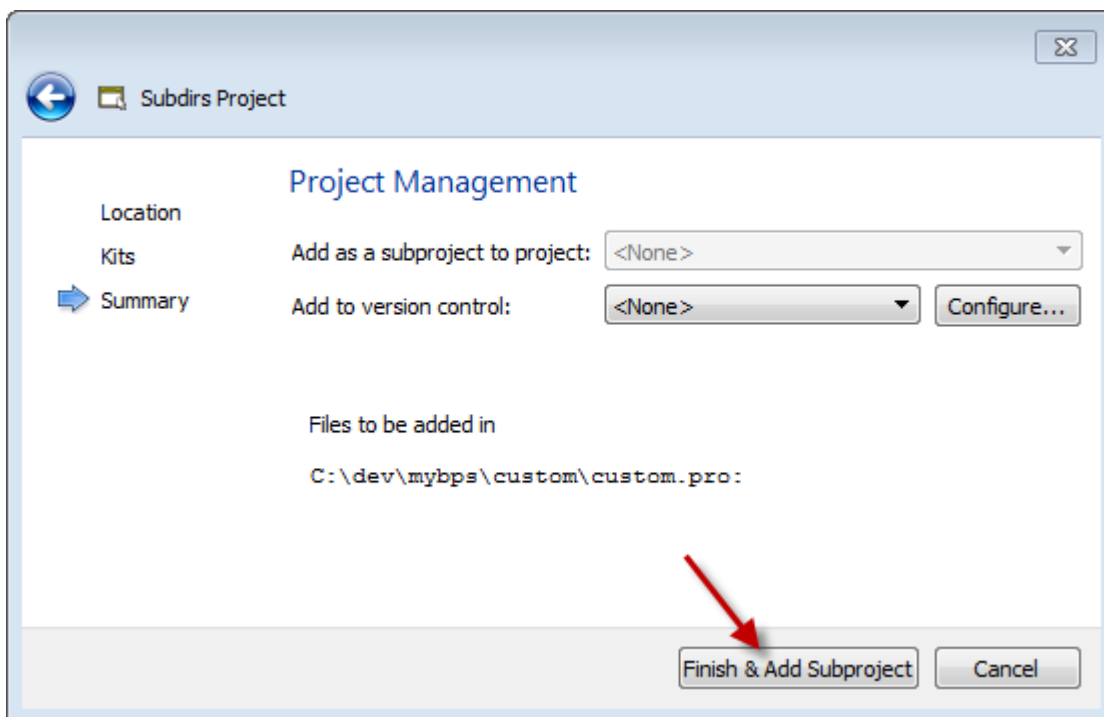 Subdirs Project
Project Management
Location
Kits
Summary
Add as a subproject to project: <None>
Add to version control: <None> Configure...
Files to be added in
C:\dev\mybps\custom\custom.pro:
Finish & Add Subproject Cancel